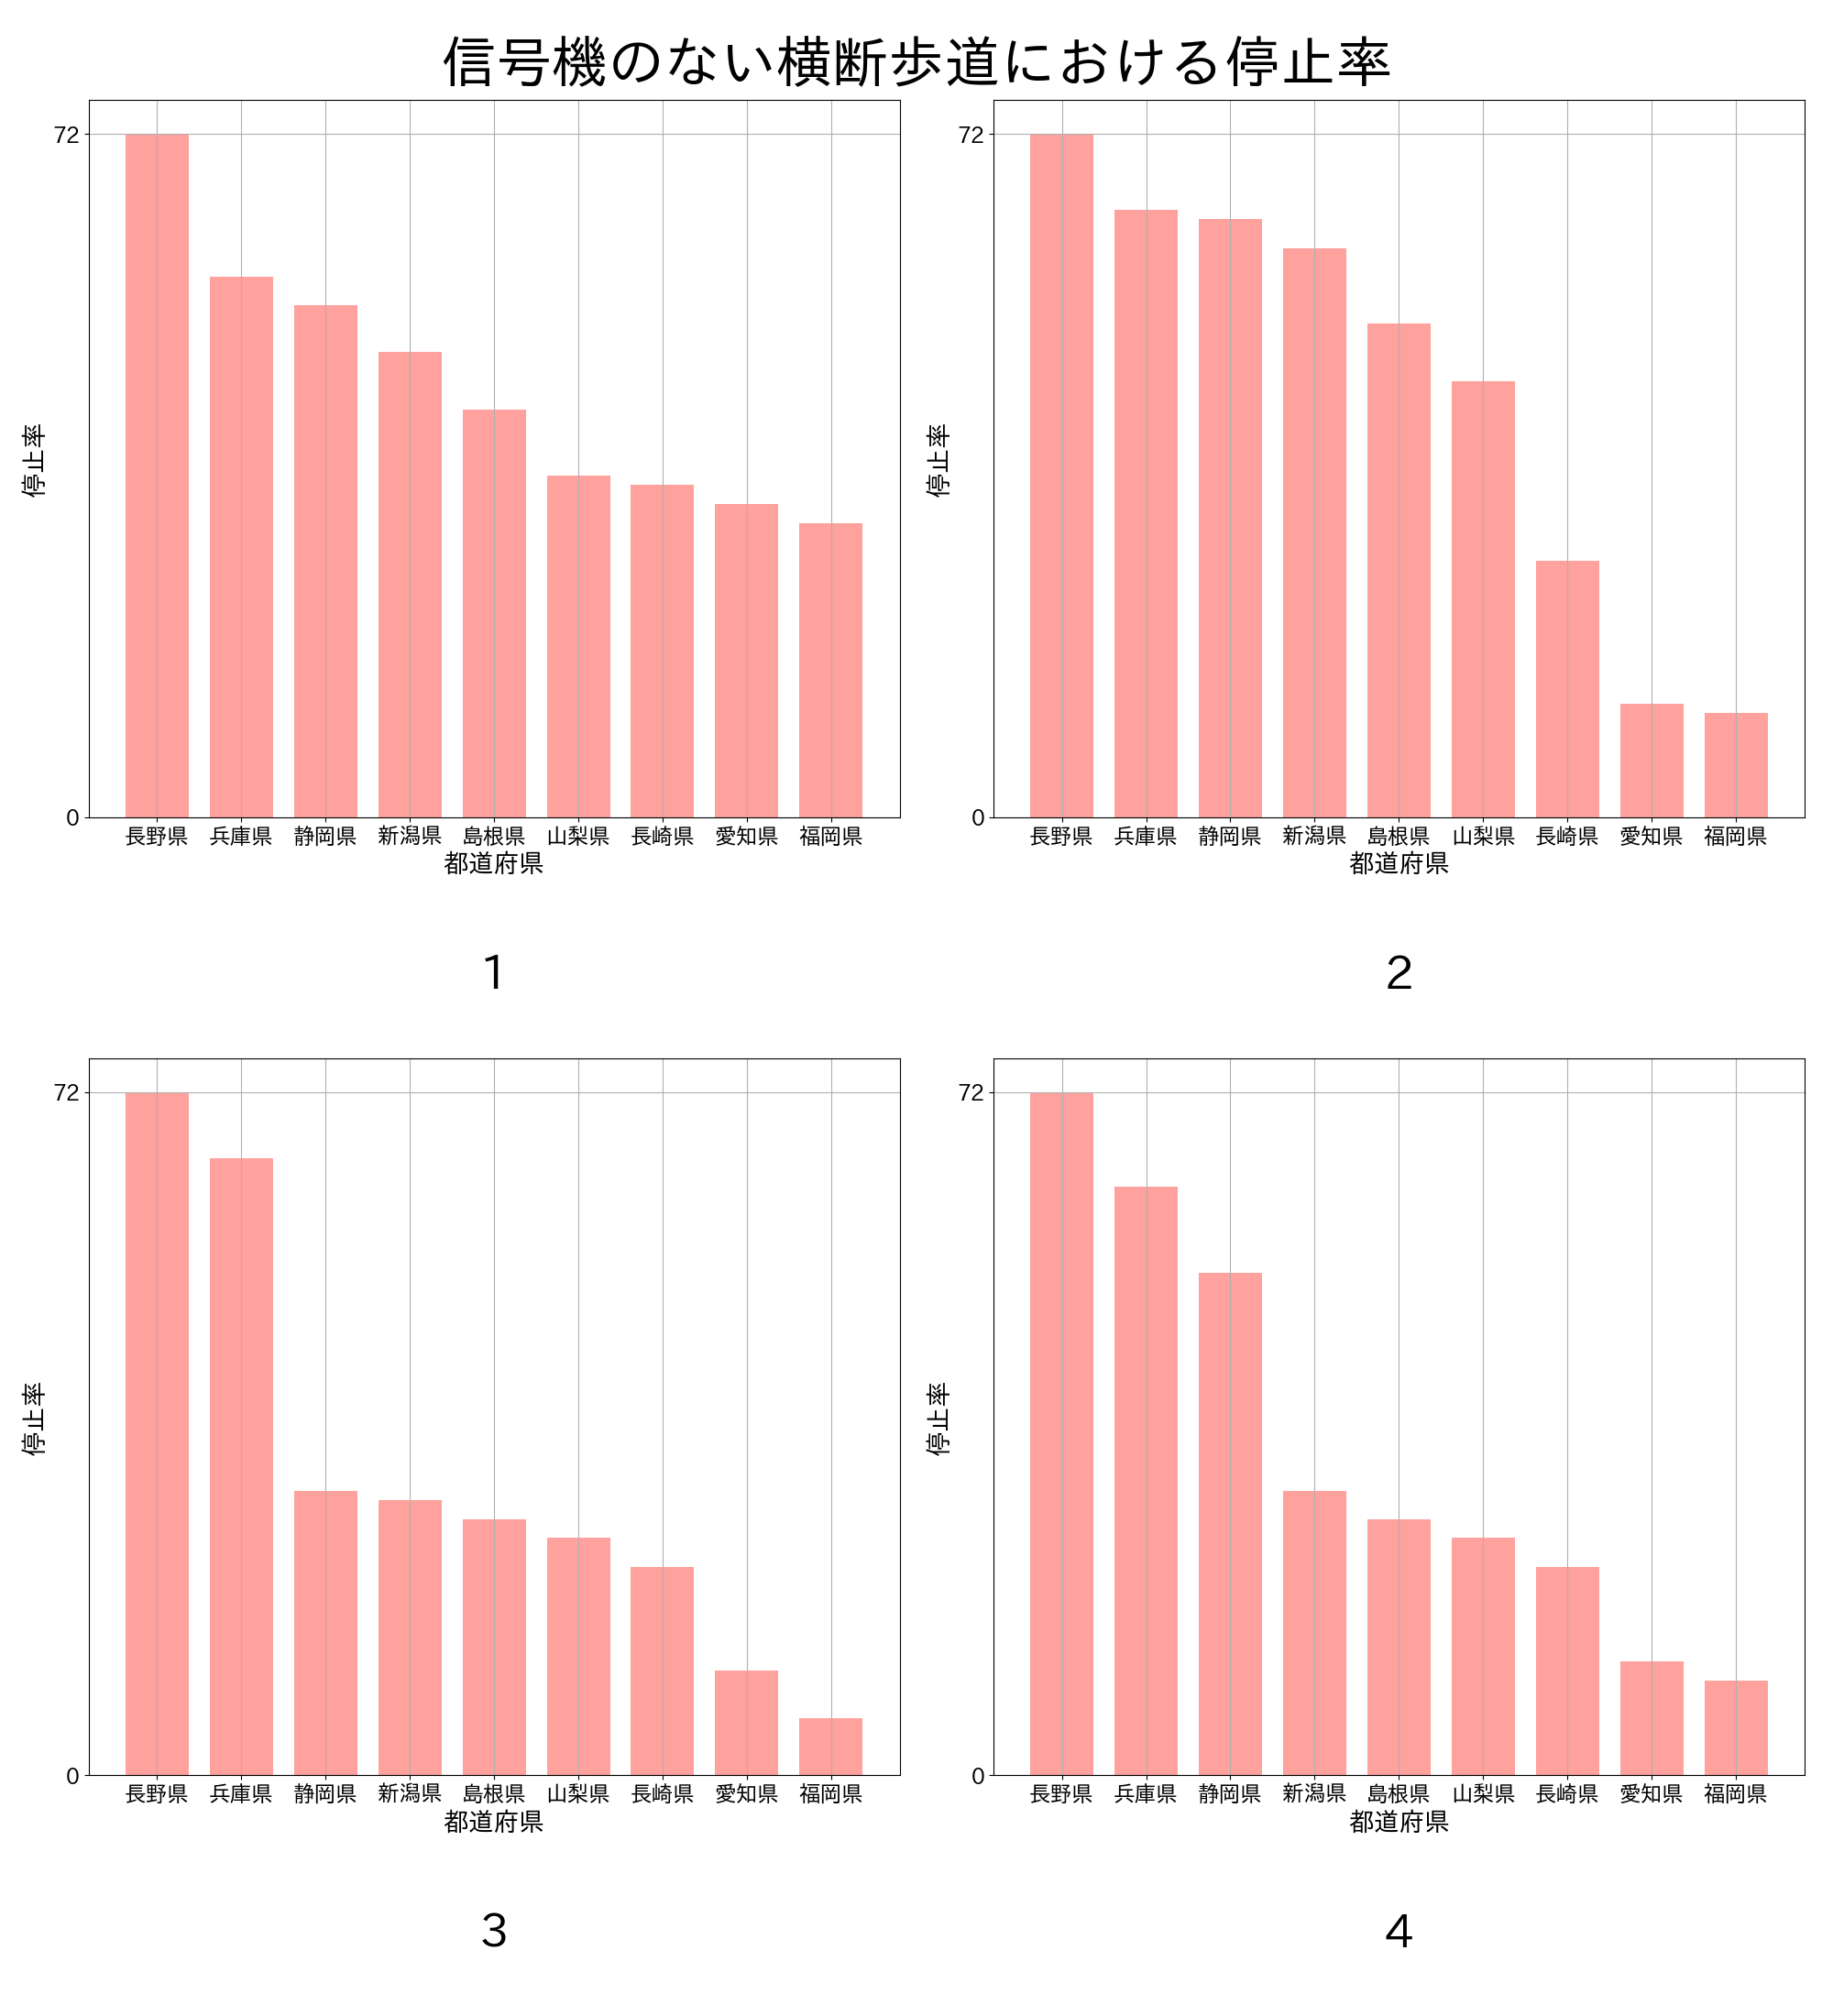 信号機のない横断歩道における停止率
72
0
停止率
長野県 兵庫県 静岡県 新潟県 島根県 山梨県 長崎県 愛知県 福岡県
都道府県
1
72
0
停止率
長野県 兵庫県 静岡県 新潟県 島根県 山梨県 長崎県 愛知県 福岡県
都道府県
2
72
0
停止率
長野県 兵庫県 静岡県 新潟県 島根県 山梨県 長崎県 愛知県 福岡県
都道府県
3
72
0
停止率
長野県 兵庫県 静岡県 新潟県 島根県 山梨県 長崎県 愛知県 福岡県
都道府県
4